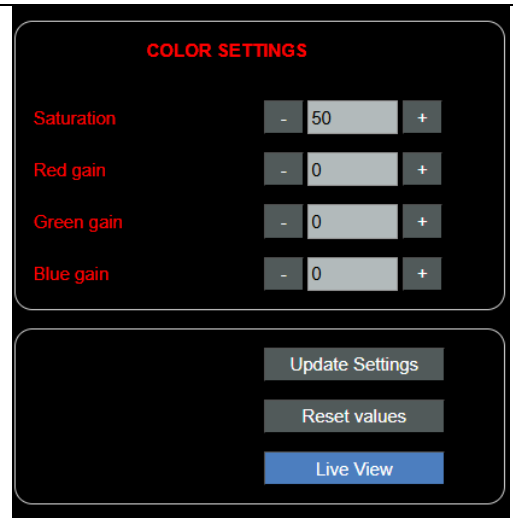 COLOR SETTINGS
Saturation - 50 +
Red gain - 0 +
Green gain - 0 +
Blue gain - 0 +
Update Settings
Reset values
Live View